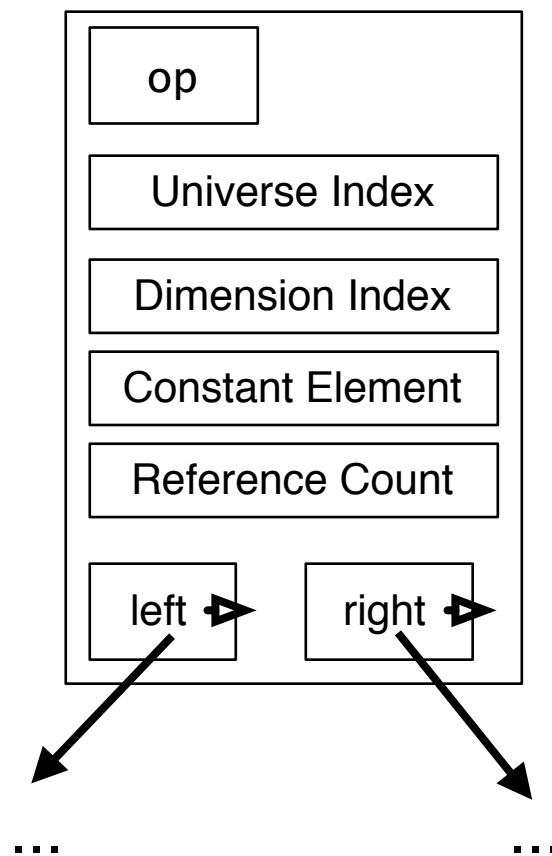 op
Universe Index
Dimension Index
Constant Element
Reference Count
left right
...
...